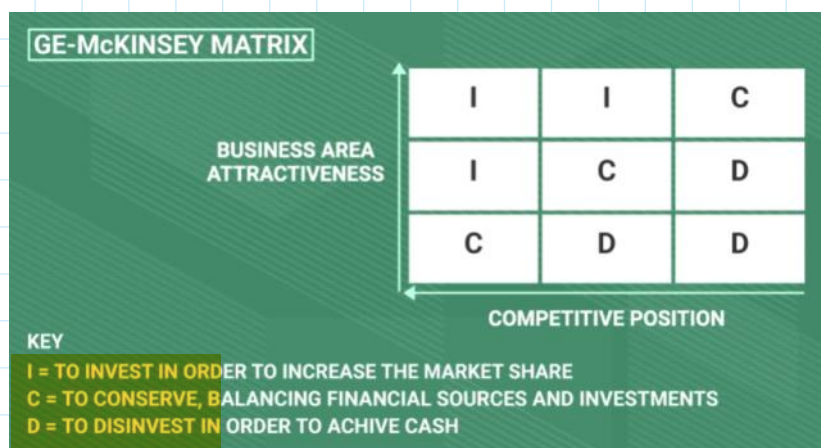 GE-McKINSEY MATRIX
I I C
BUSINESS AREA
ATTRACTIVENESS
I C D
C D D
COMPETITIVE POSITION
KEY
I = TO INVEST IN ORDER TO INCREASE THE MARKET SHARE
C = TO CONSERVE, BALANCING FINANCIAL SOURCES AND INVESTMENTS
D = TO DISINVEST IN ORDER TO ACHIVE CASH